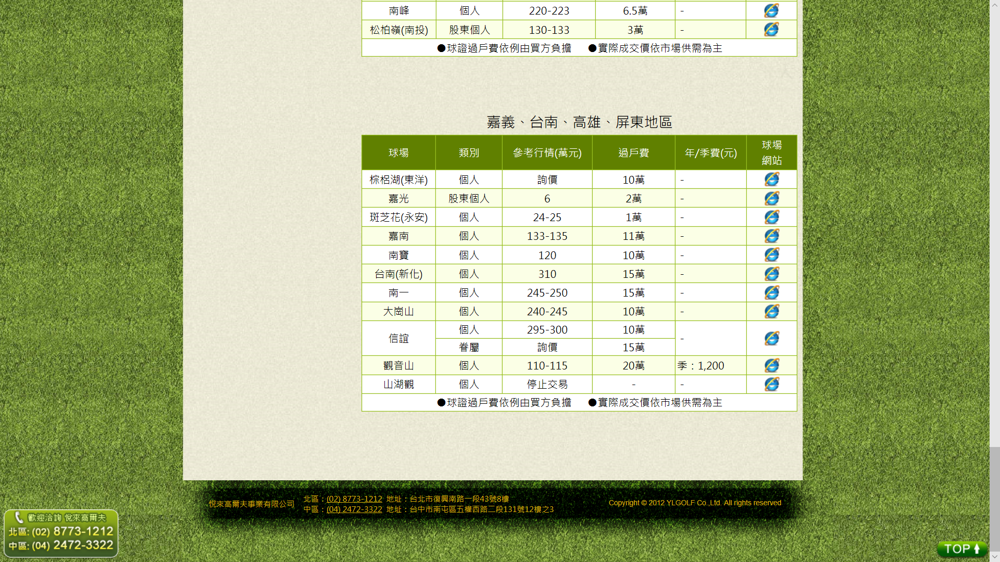 南峰 個人 220-223 6.5萬 -
松柏嶺(南投) 股東個人 130-133 3萬 -
●球證過戶費依例由買方負擔 ●實際成交價依市場供需為主
嘉義、台南、高雄、屏東地區
球場 類別 參考行情(萬元) 過戶費 年/季費(元) 球場網站
棕梠湖(東洋) 個人 詢價 10萬 -
嘉光 股東個人 6 2萬 -
斑芝花(永安) 個人 24-25 1萬 -
嘉南 個人 133-135 11萬 -
南寶 個人 120 10萬 -
台南(新化) 個人 310 15萬 -
南一 個人 245-250 15萬 -
大崗山 個人 240-245 10萬 -
信誼 個人 295-300 10萬 -
眷屬 詢價 15萬
觀音山 個人 110-115 20萬 季：1,200
山湖觀 個人 停止交易 - -
●球證過戶費依例由買方負擔 ●實際成交價依市場供需為主
悅來高爾夫事業有限公司
北區：(02) 8773-1212 地址：台北市復興南路一段43號8樓
中區：(04) 2472-3322 地址：台中市南屯區五權西路二段131號12樓之3
Copyright © 2012 YLGOLF Co.,Ltd. All rights reserved
歡迎洽詢 悅來高爾夫
北區: (02) 8773-1212
中區: (04) 2472-3322
TOP